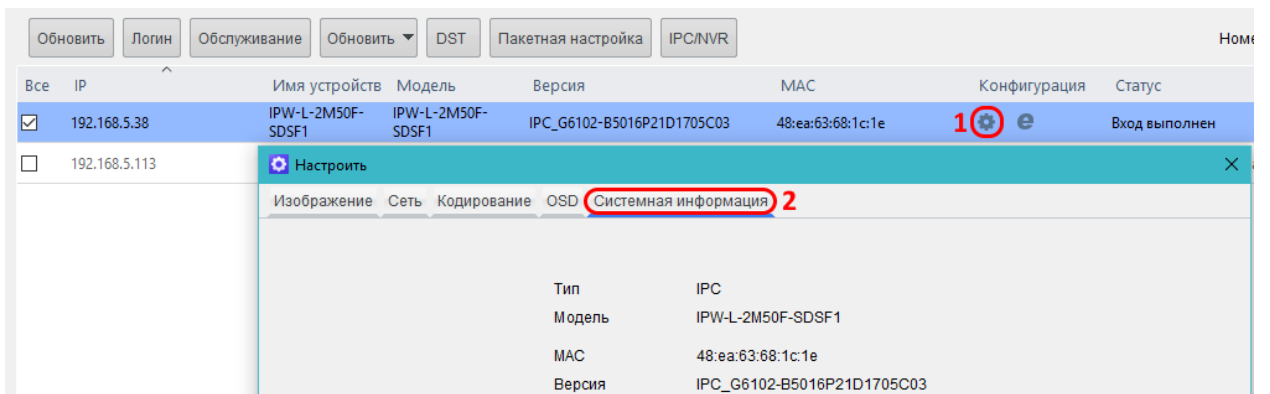 Обновить Логин Обслуживание Обновить DST Пакетная настройка IPC/NVR Номе
Все IP Имя устройств Модель Версия MAC Конфигурация Статус
192.168.5.38 IPW-L-2M50F-SDSF1 IPW-L-2M50F-SDSF1 IPC_G6102-B5016P21D1705C03 48:ea:63:68:1c:1e 1 Вход выполнен
192.168.5.113
Настроить
Изображение Сеть Кодирование OSD Системная информация 2
Тип IPC
Модель IPW-L-2M50F-SDSF1
MAC 48:ea:63:68:1c:1e
Версия IPC_G6102-B5016P21D1705C03